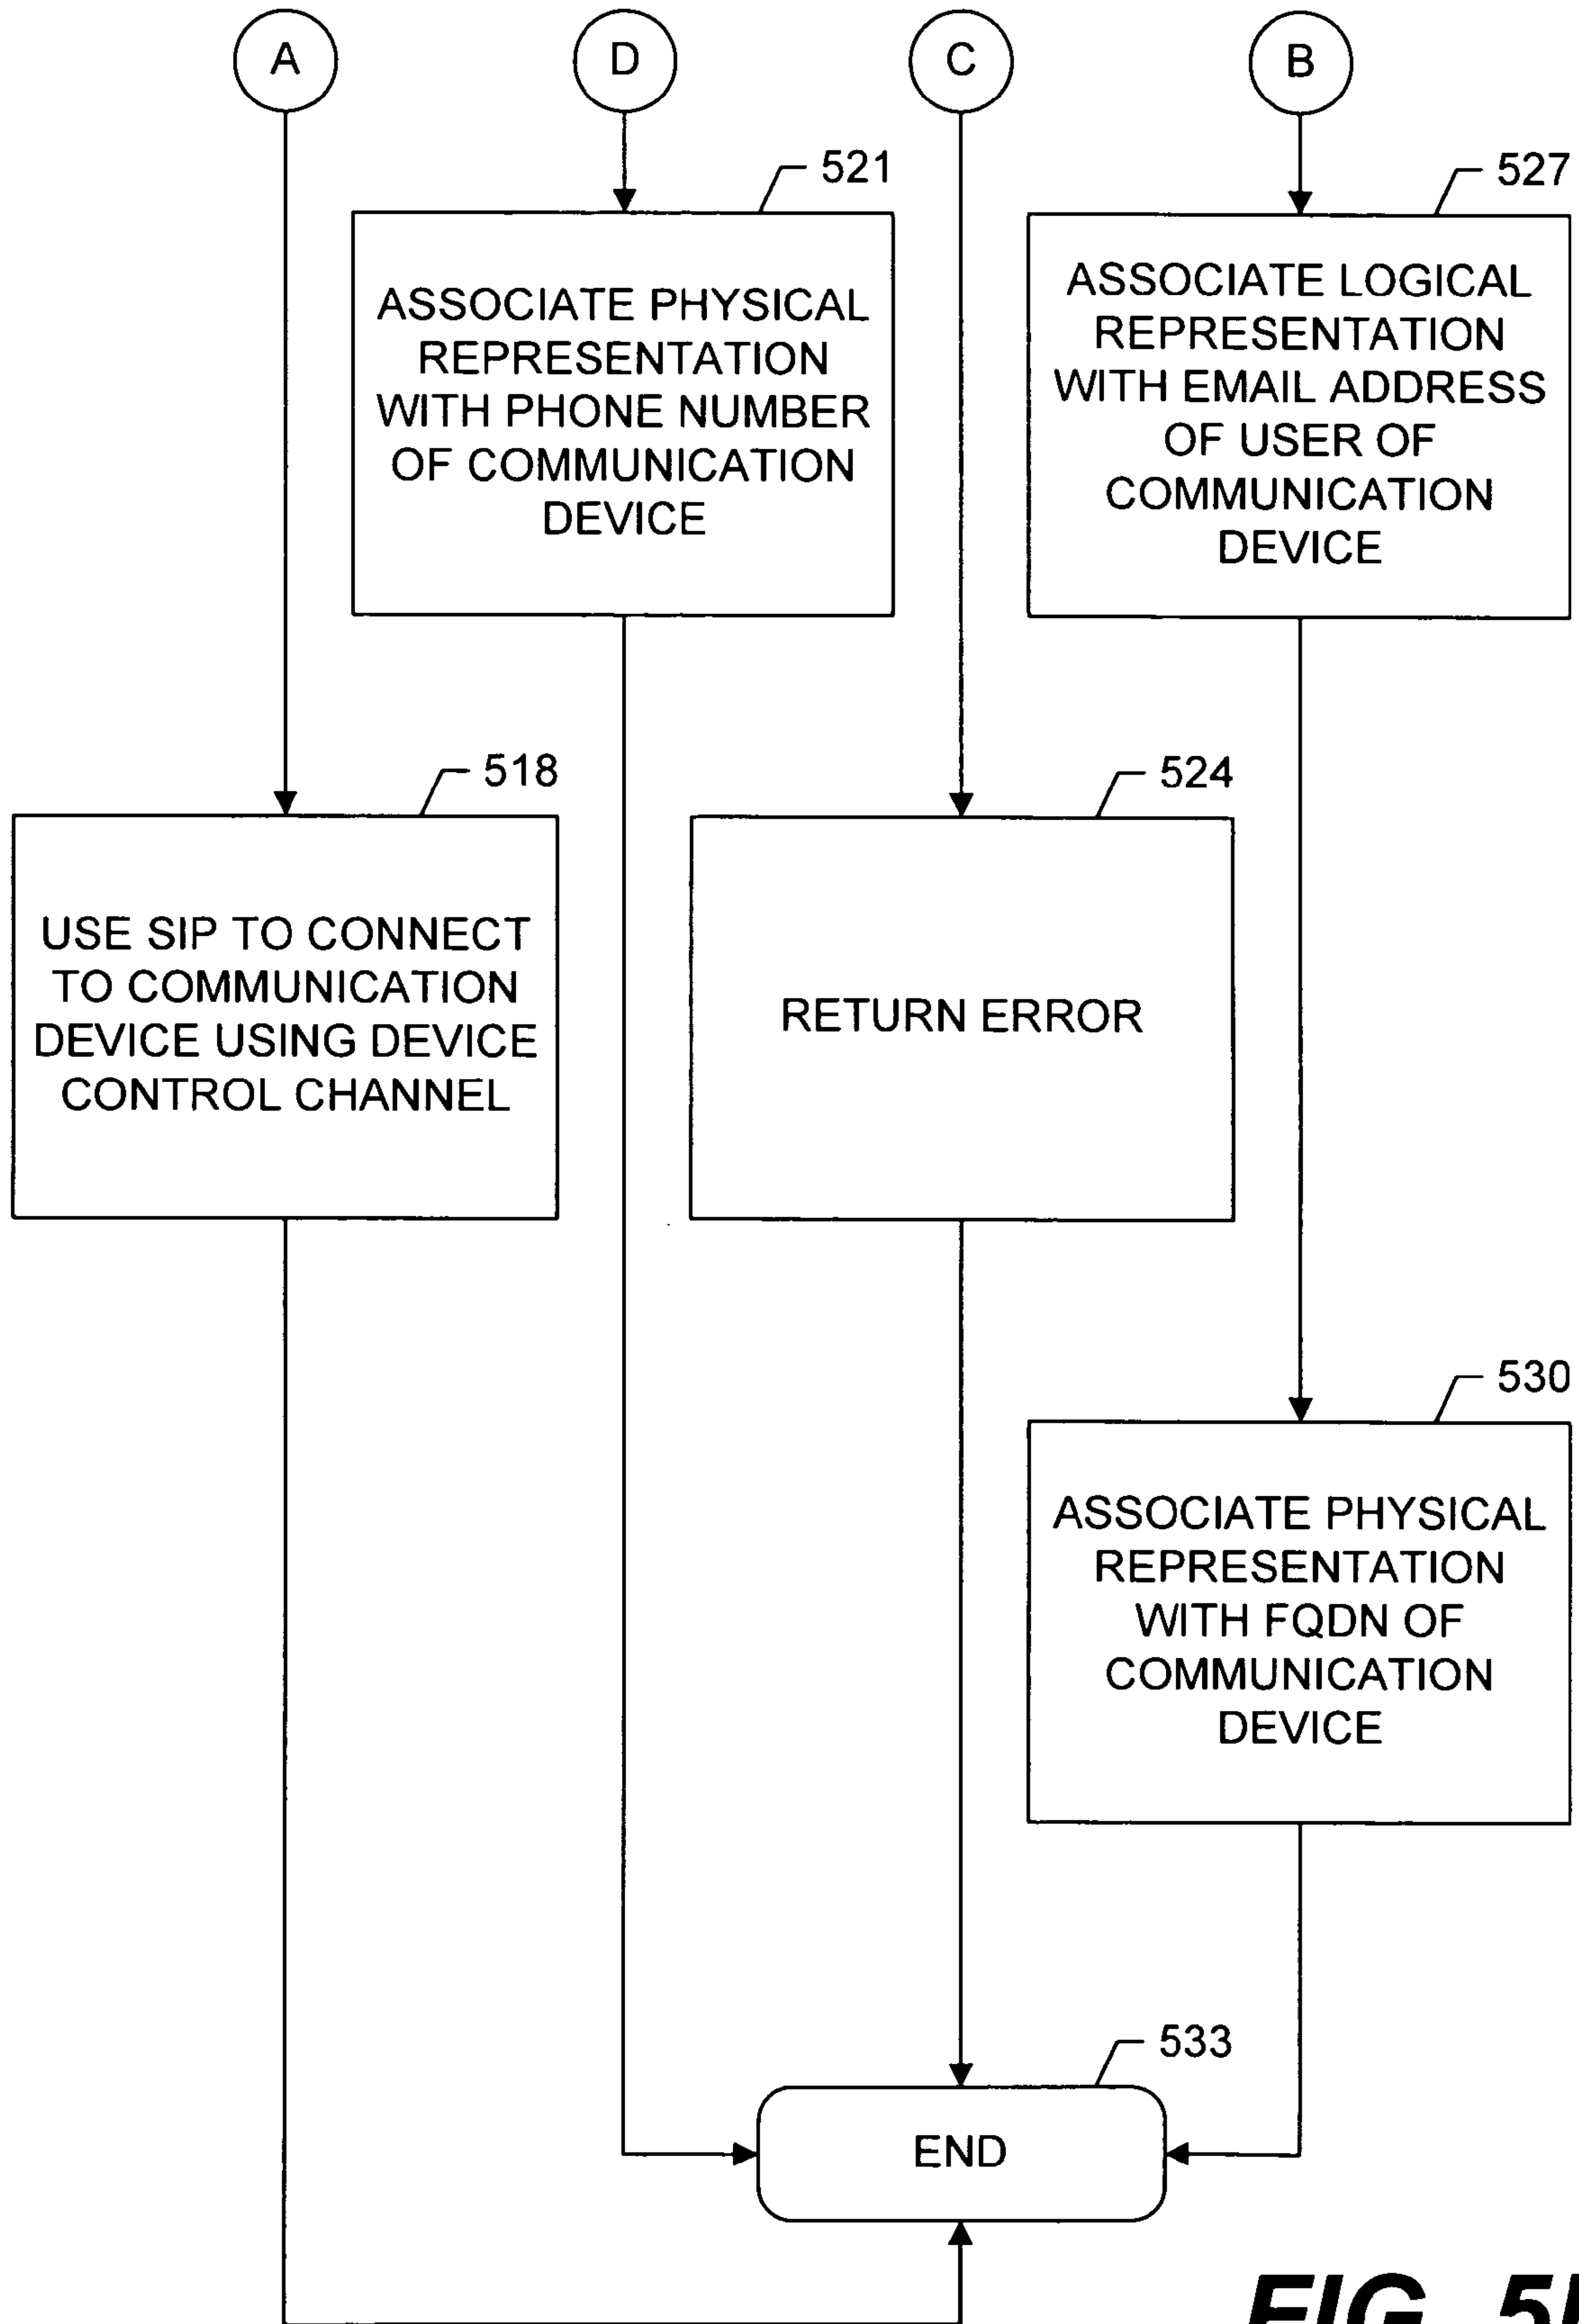 A
D
C
B
521
527
ASSOCIATE PHYSICAL
REPRESENTATION
WITH PHONE NUMBER
OF COMMUNICATION
DEVICE
ASSOCIATE LOGICAL
REPRESENTATION
WITH EMAIL ADDRESS
OF USER OF
COMMUNICATION
DEVICE
518
524
USE SIP TO CONNECT
TO COMMUNICATION
DEVICE USING DEVICE
CONTROL CHANNEL
RETURN ERROR
530
ASSOCIATE PHYSICAL
REPRESENTATION
WITH FQDN OF
COMMUNICATION
DEVICE
533
END
FIG.